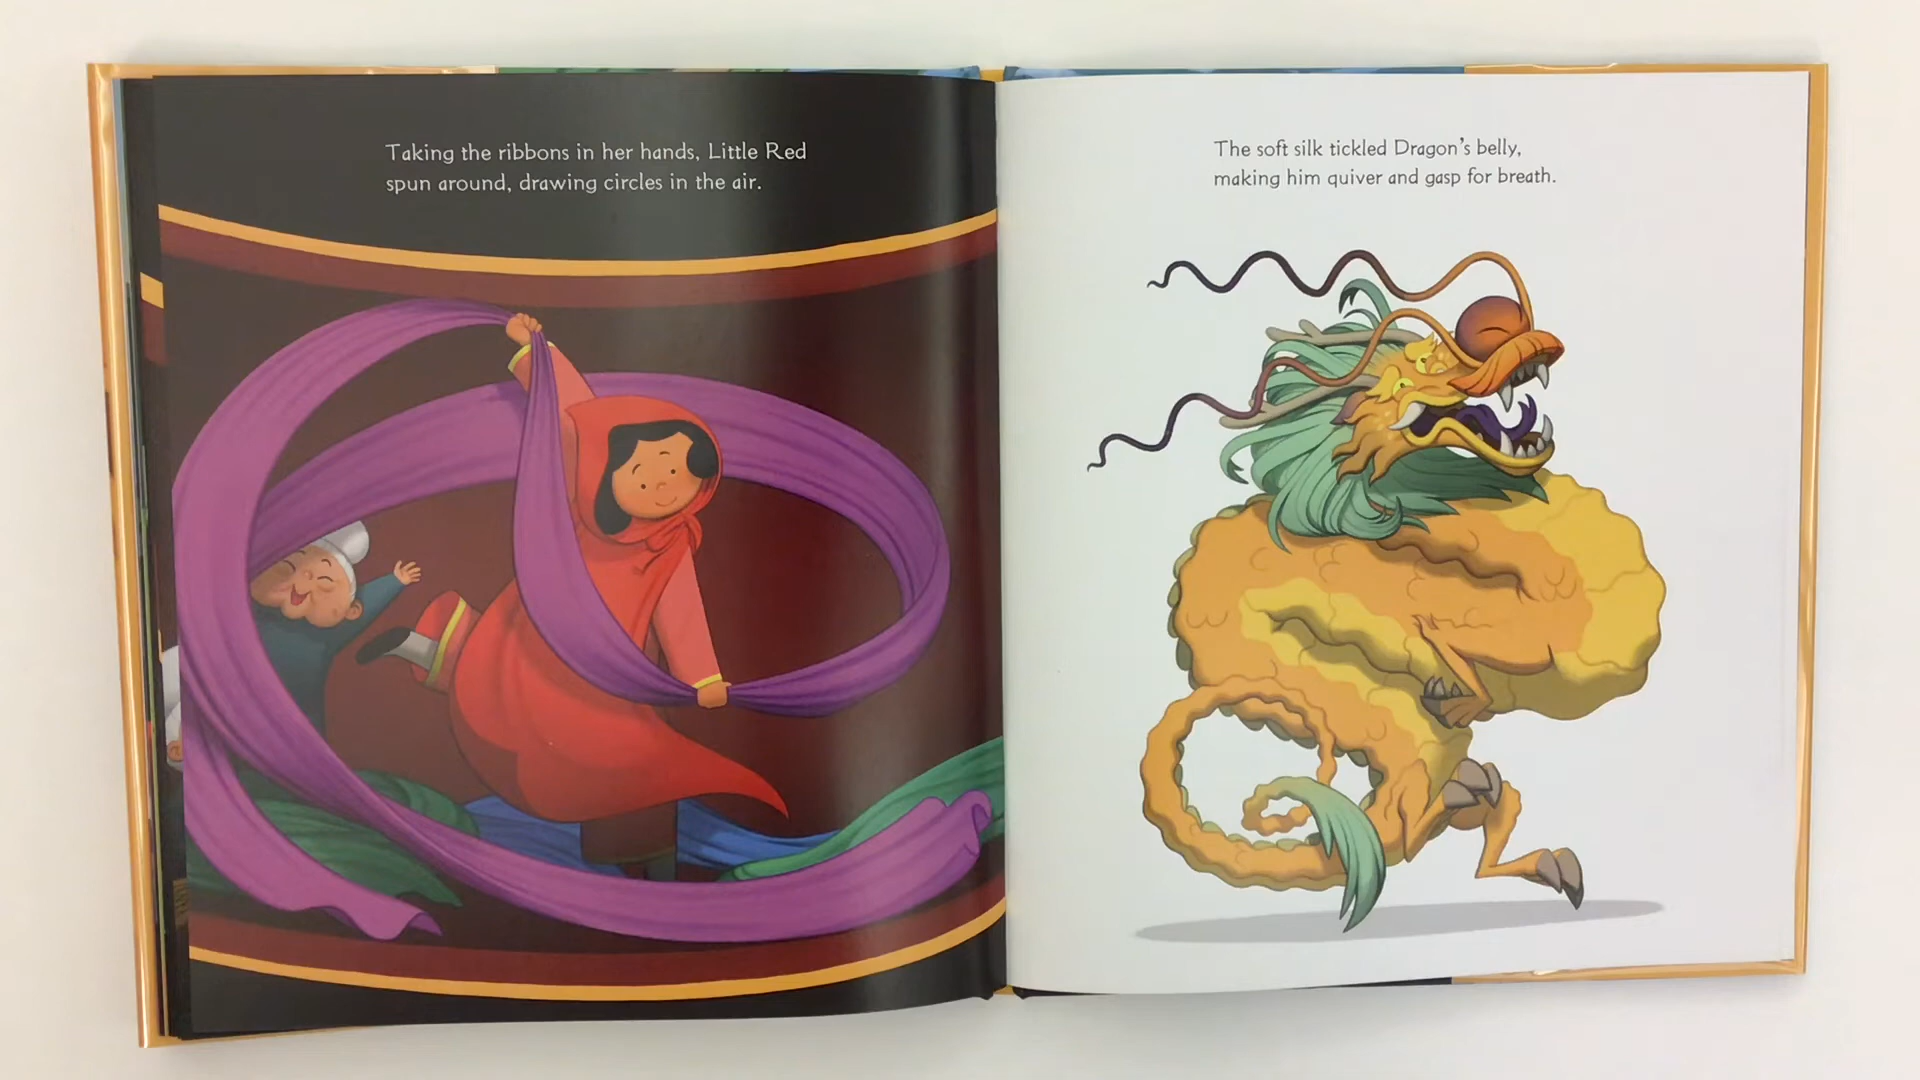 Taking the ribbons in her hands, Little Red
spun around, drawing circles in the air.
The soft silk tickled Dragon's belly,
making him quiver and gasp for breath.